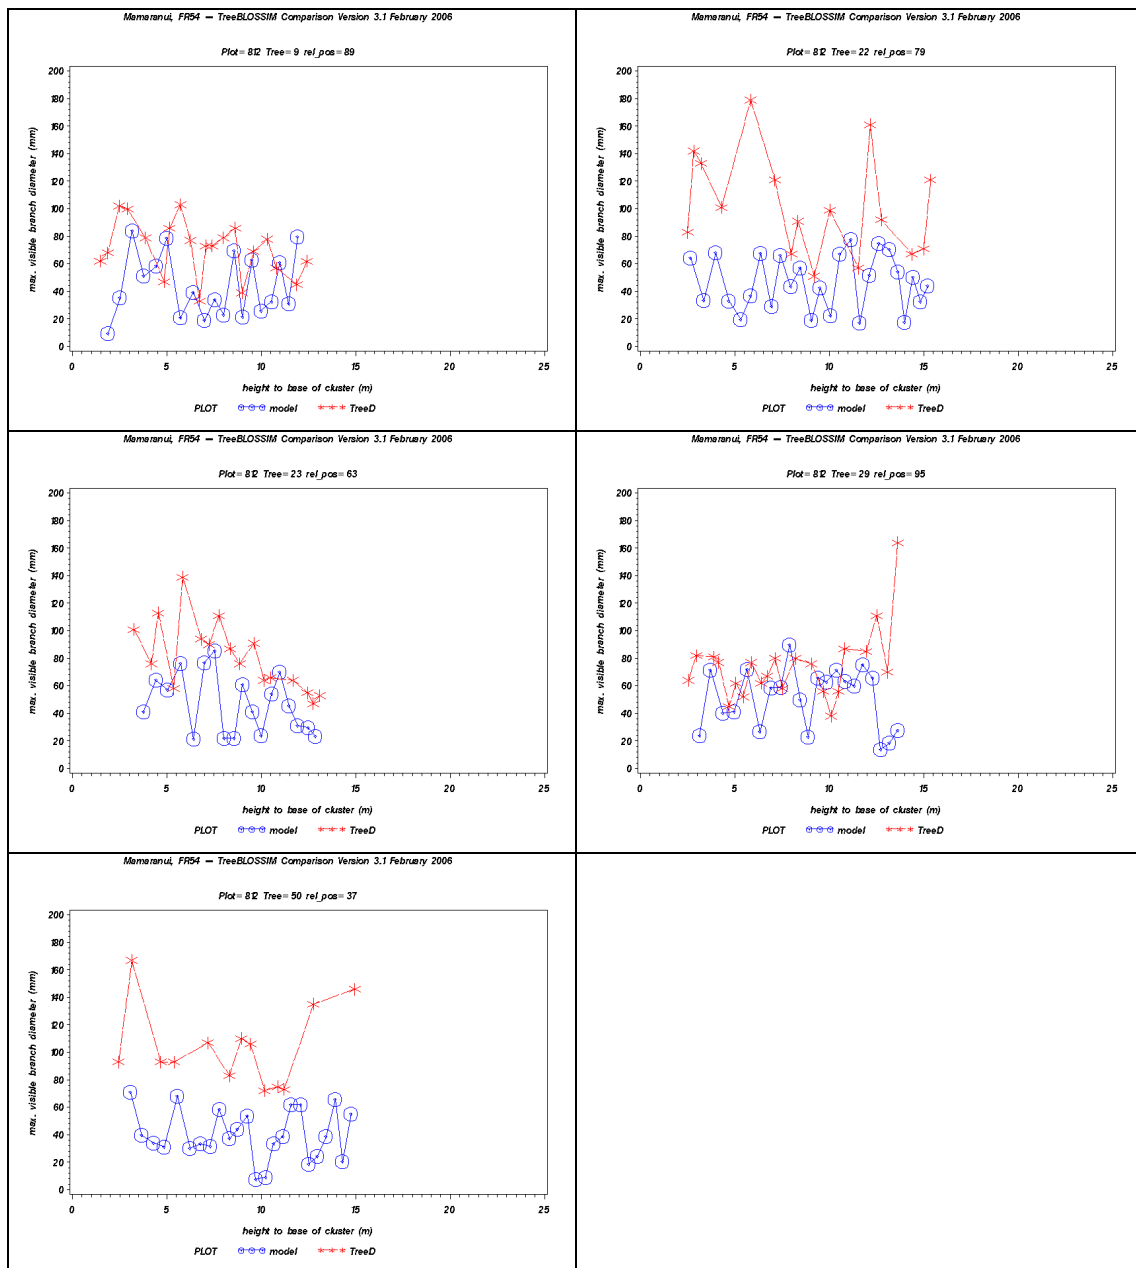 Mamaranui, FR54 — TreeBLOSSIM Comparison Version 3.1 February 2006
Plot= 812 Tree= 9 rel_pos= 89
max. visible branch diameter (mm)
200
180
160
140
120
100
80
60
40
20
0
0 5 10 15 20 25
height to base of cluster (m)
PLOT model TreeD
Mamaranui, FR54 — TreeBLOSSIM Comparison Version 3.1 February 2006
Plot= 812 Tree= 22 rel_pos= 79
max. visible branch diameter (mm)
200
180
160
140
120
100
80
60
40
20
0
0 5 10 15 20 25
height to base of cluster (m)
PLOT model TreeD
Mamaranui, FR54 — TreeBLOSSIM Comparison Version 3.1 February 2006
Plot= 812 Tree= 23 rel_pos= 63
max. visible branch diameter (mm)
200
180
160
140
120
100
80
60
40
20
0
0 5 10 15 20 25
height to base of cluster (m)
PLOT model TreeD
Mamaranui, FR54 — TreeBLOSSIM Comparison Version 3.1 February 2006
Plot= 812 Tree= 29 rel_pos= 95
max. visible branch diameter (mm)
200
180
160
140
120
100
80
60
40
20
0
0 5 10 15 20 25
height to base of cluster (m)
PLOT model TreeD
Mamaranui, FR54 — TreeBLOSSIM Comparison Version 3.1 February 2006
Plot= 812 Tree= 50 rel_pos= 37
max. visible branch diameter (mm)
200
180
160
140
120
100
80
60
40
20
0
0 5 10 15 20 25
height to base of cluster (m)
PLOT model TreeD